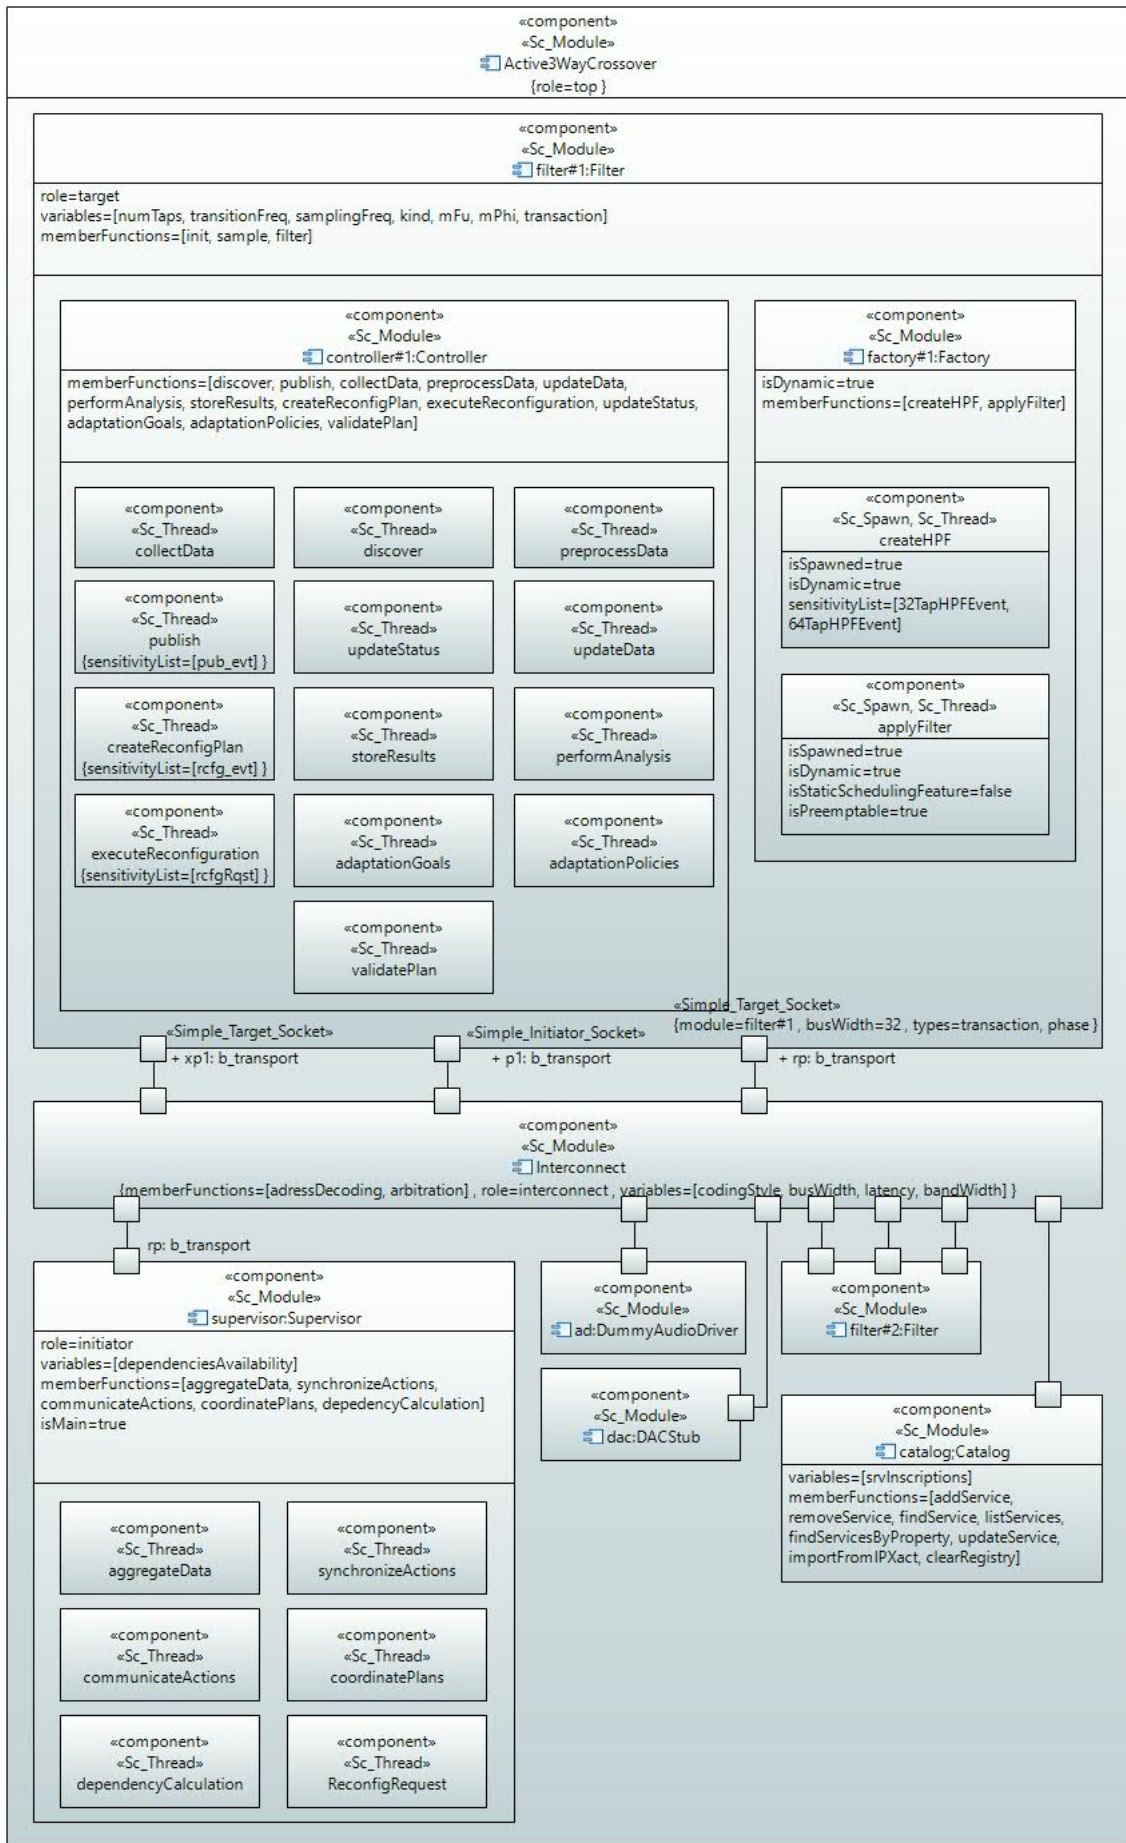 «component»
«Sc_Module»
Active3WayCrossover
{role=top }
«component»
«Sc_Module»
filter#1:Filter
role=target
variables=[numTaps, transitionFreq, samplingFreq, kind, mFu, mPhi, transaction]
memberFunctions=[init, sample, filter]
«component»
«Sc_Module»
controller#1:Controller
memberFunctions=[discover, publish, collectData, preprocessData, updateData,
performAnalysis, storeResults, createReconfigPlan, executeReconfiguration, updateStatus,
adaptationGoals, adaptationPolicies, validatePlan]
«component»
«Sc_Thread»
collectData
«component»
«Sc_Thread»
discover
«component»
«Sc_Thread»
preprocessData
«component»
«Sc_Thread»
publish
{sensitivityList=[pub_evt] }
«component»
«Sc_Thread»
updateStatus
«component»
«Sc_Thread»
updateData
«component»
«Sc_Thread»
createReconfigPlan
{sensitivityList=[rcfg_evt] }
«component»
«Sc_Thread»
storeResults
«component»
«Sc_Thread»
performAnalysis
«component»
«Sc_Thread»
executeReconfiguration
{sensitivityList=[rcfgRqst] }
«component»
«Sc_Thread»
adaptationGoals
«component»
«Sc_Thread»
adaptationPolicies
«component»
«Sc_Thread»
validatePlan
«component»
«Sc_Module»
factory#1:Factory
isDynamic=true
memberFunctions=[createHPF, applyFilter]
«component»
«Sc_Spawn, Sc_Thread»
createHPF
isSpawned=true
isDynamic=true
sensitivityList=[32TapHPFEvent,
64TapHPFEvent]
«component»
«Sc_Spawn, Sc_Thread»
applyFilter
isSpawned=true
isDynamic=true
isStaticSchedulingFeature=false
isPreemptable=true
«Simple_Target_Socket»
+ xp1: b_transport
«Simple_Initiator_Socket»
+ p1: b_transport
«Simple_Target_Socket»
{module=filter#1 , busWidth=32 , types=transaction, phase }
+ rp: b_transport
«component»
«Sc_Module»
Interconnect
{memberFunctions=[adressDecoding, arbitration] , role=interconnect , variables=[codingStyle, busWidth, latency, bandWidth] }
rp: b_transport
«component»
«Sc_Module»
supervisor:Supervisor
role=initiator
variables=[dependenciesAvailability]
memberFunctions=[aggregateData, synchronizeActions,
communicateActions, coordinatePlans, depedencyCalculation]
isMain=true
«component»
«Sc_Thread»
aggregateData
«component»
«Sc_Thread»
synchronizeActions
«component»
«Sc_Thread»
communicateActions
«component»
«Sc_Thread»
coordinatePlans
«component»
«Sc_Thread»
dependencyCalculation
«component»
«Sc_Thread»
ReconfigRequest
«component»
«Sc_Module»
ad:DummyAudioDriver
«component»
«Sc_Module»
dac:DACStub
«component»
«Sc_Module»
filter#2:Filter
«component»
«Sc_Module»
catalog;Catalog
variables=[srvInscriptions]
memberFunctions=[addService,
removeService, findService, listServices,
findServicesByProperty, updateService,
importFromIPXact, clearRegistry]